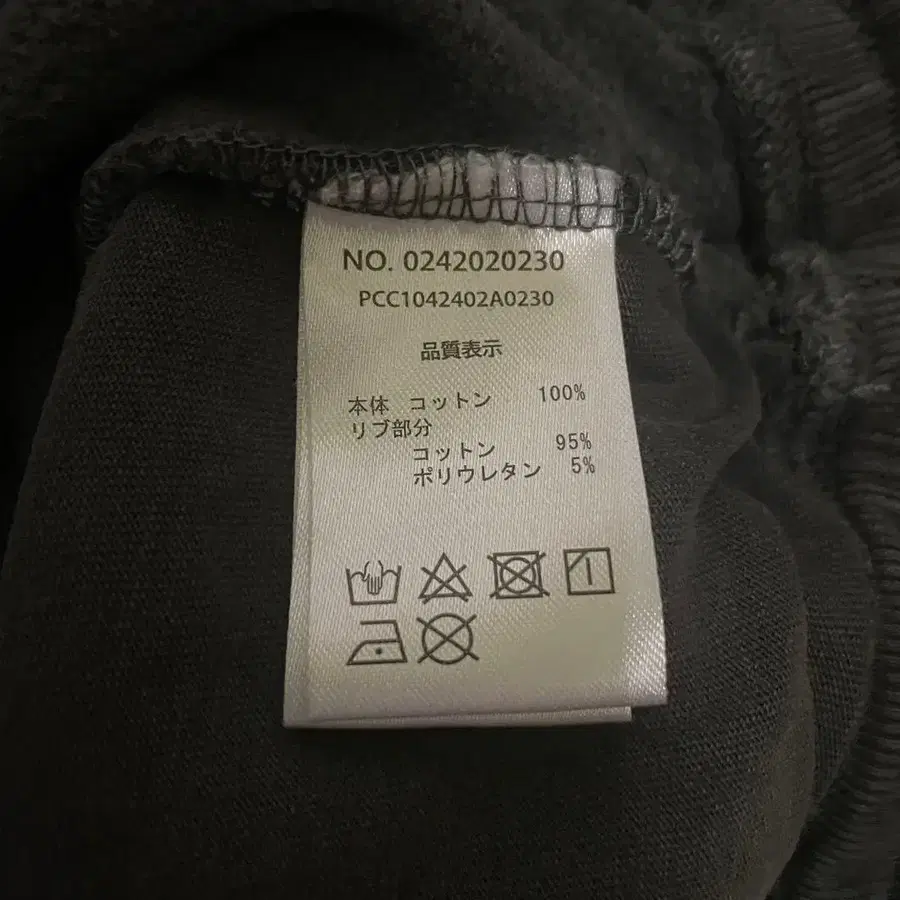 NO. 0242020230
PCC1042402A0230
品質表示
本体 コットン 100%
リブ部分
コットン 95%
ポリウレタン 5%